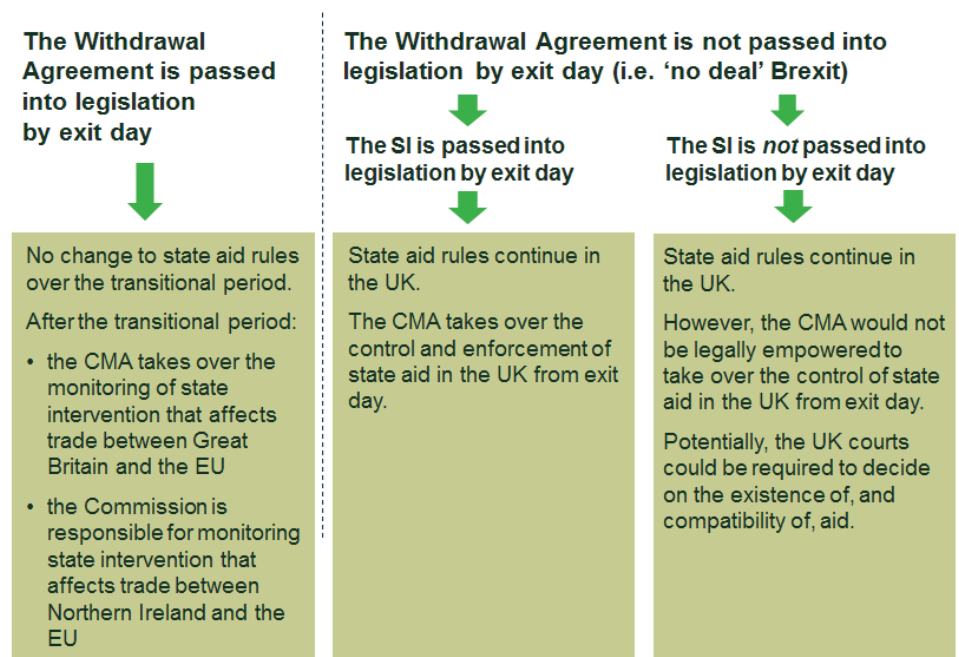 The Withdrawal
Agreement is passed
into legislation
by exit day
The Withdrawal Agreement is not passed into
legislation by exit day (i.e. ‘no deal’ Brexit)
The SI is passed into
legislation by exit day
The SI is not passed into
legislation by exit day
No change to state aid rules
over the transitional period.
After the transitional period:
• the CMA takes over the
monitoring of state
intervention that affects
trade between Great
Britain and the EU
• the Commission is
responsible for monitoring
state intervention that
affects trade between
Northern Ireland and the
EU
State aid rules continue in
the UK.
The CMA takes over the
control and enforcement of
state aid in the UK from exit
day.
State aid rules continue in
the UK.
However, the CMA would not
be legally empowered to
take over the control of state
aid in the UK from exit day.
Potentially, the UK courts
could be required to decide
on the existence of, and
compatibility of, aid.